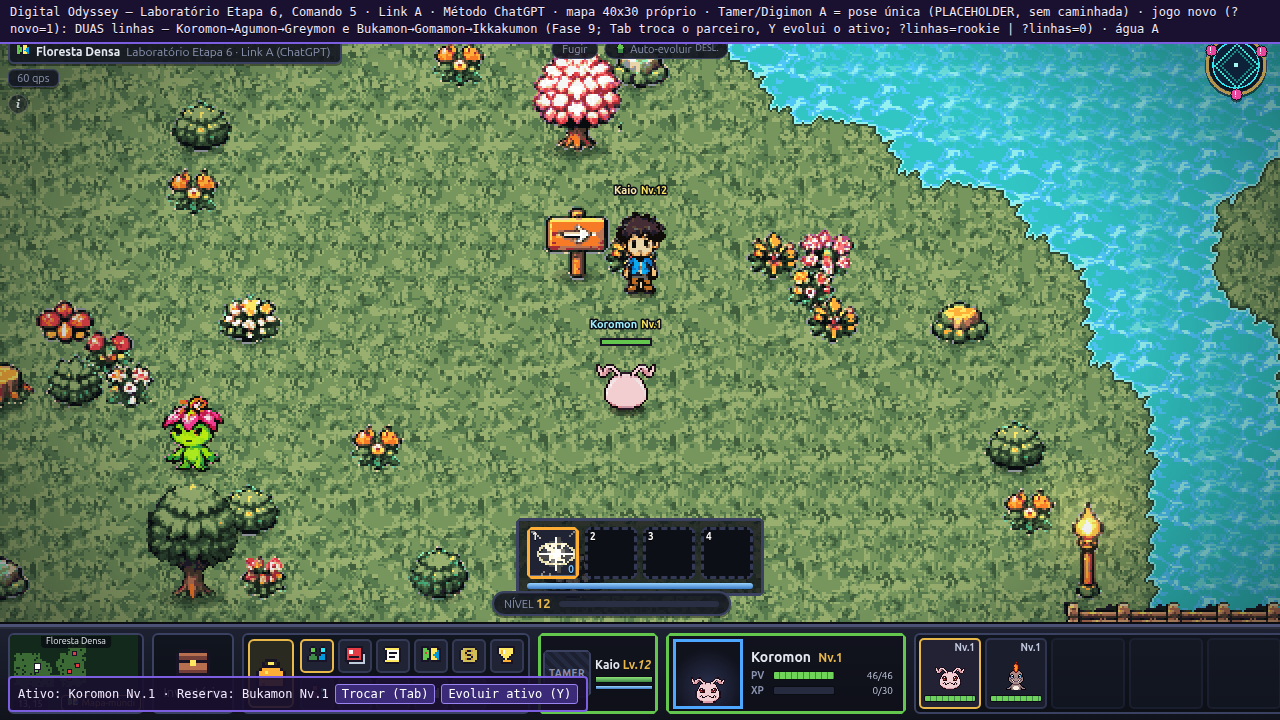 Digital Odyssey — Laboratório Etapa 6, Comando 5 · Link A · Método ChatGPT · mapa 40x30 próprio · Tamer/Digimon A = pose única (PLACEHOLDER, sem caminhada) · jogo novo (?
novo=1): DUAS linhas — Koromon→Agumon→Greymon e Bukamon→Gomamon→Ikkakumon (Fase 9; Tab troca o parceiro, Y evolui o ativo; ?linhas=rookie | ?linhas=0) · água A
Floresta Densa Laboratório Etapa 6 · Link A (ChatGPT)
Fugir
Auto-evoluir DESL.
60 qps
i
Kaio Nv.12
Koromon Nv.1
1 2 3 4
0
NÍVEL 12
Floresta Densa
TAMER
Kaio Lv.12
Koromon Nv.1
PV 46/46
XP 0/30
Nv.1
Nv.1
Ativo: Koromon Nv.1 · Reserva: Bukamon Nv.1 Trocar (Tab) Evoluir ativo (Y)